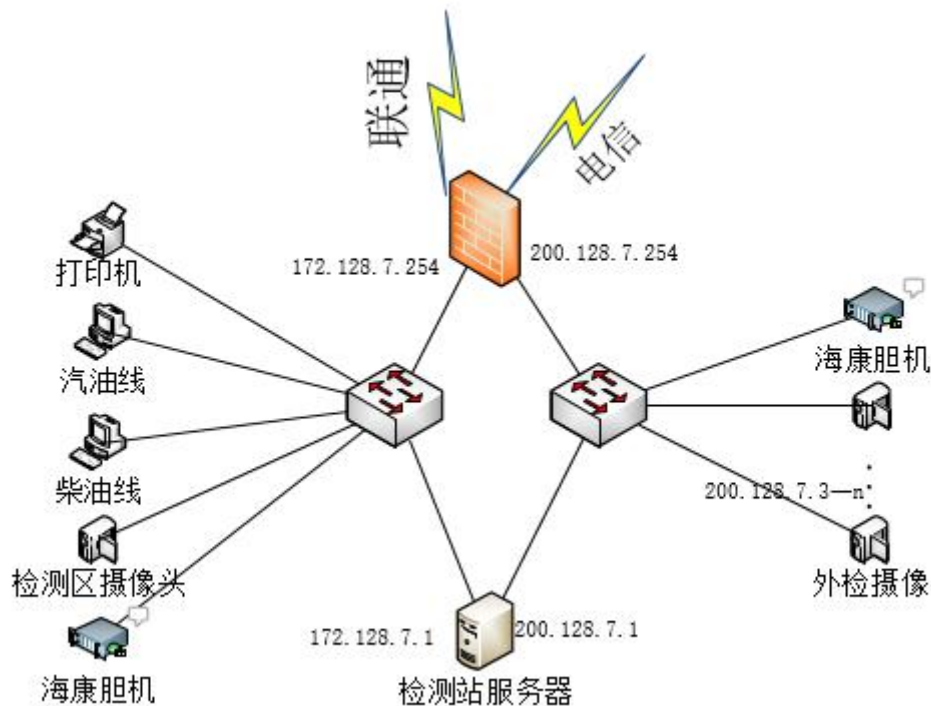 联通
电信
172.128.7.254
200.128.7.254
打印机
汽油线
海康胆机
柴油线
200.128.7.3—n
检测区摄像头
外检摄像
172.128.7.1
200.128.7.1
海康胆机
检测站服务器